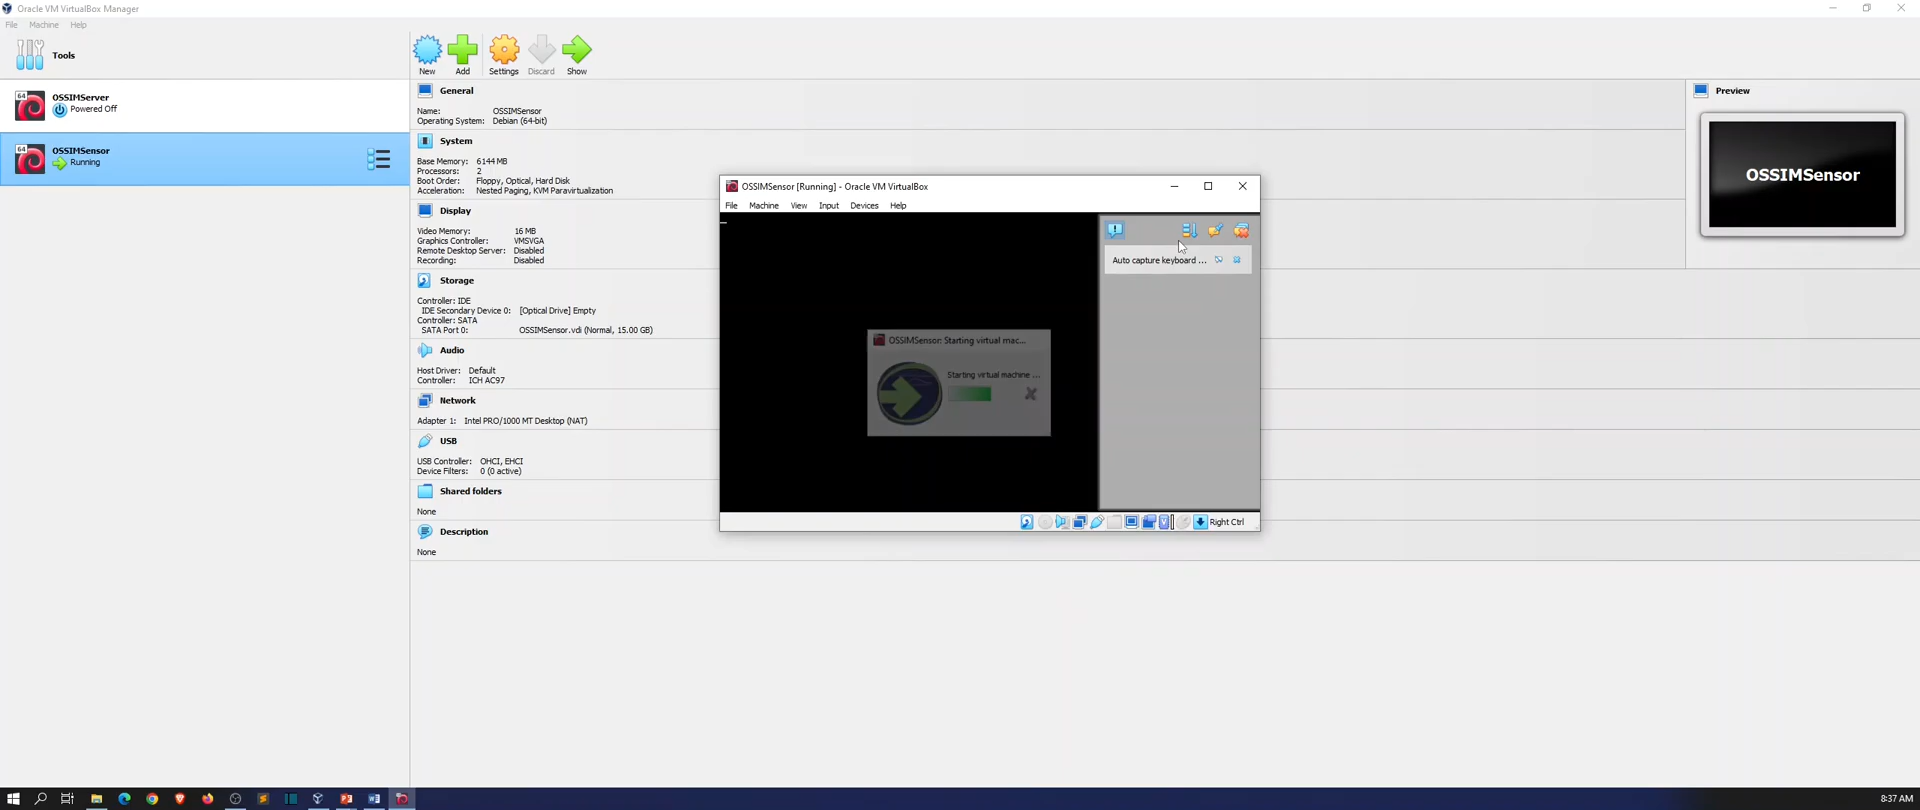 Oracle VM VirtualBox Manager
File Machine Help
Tools
New Add Settings Discard Show
64 OSSIMServer
Powered Off
64 OSSIMSensor
Running
General
Name: OSSIMSensor
Operating System: Debian (64-bit)
System
Base Memory: 6144 MB
Processors: 2
Boot Order: Floppy, Optical, Hard Disk
Acceleration: Nested Paging, KVM Paravirtualization
Display
Video Memory: 16 MB
Graphics Controller: VMSVGA
Remote Desktop Server: Disabled
Recording: Disabled
Storage
Controller: IDE
IDE Secondary Device 0: [Optical Drive] Empty
Controller: SATA
SATA Port 0: OSSIMSensor.vdi (Normal, 15.00 GB)
Audio
Host Driver: Default
Controller: ICH AC97
Network
Adapter 1: Intel PRO/1000 MT Desktop (NAT)
USB
USB Controller: OHCI, EHCI
Device Filters: 0 (0 active)
Shared folders
None
Description
None
Preview
OSSIMSensor
OSSIMSensor [Running] - Oracle VM VirtualBox
File Machine View Input Devices Help
Auto capture keyboard ...
OSSIMSensor: Starting virtual mac...
Starting virtual machine ...
Right Ctrl
8:37 AM